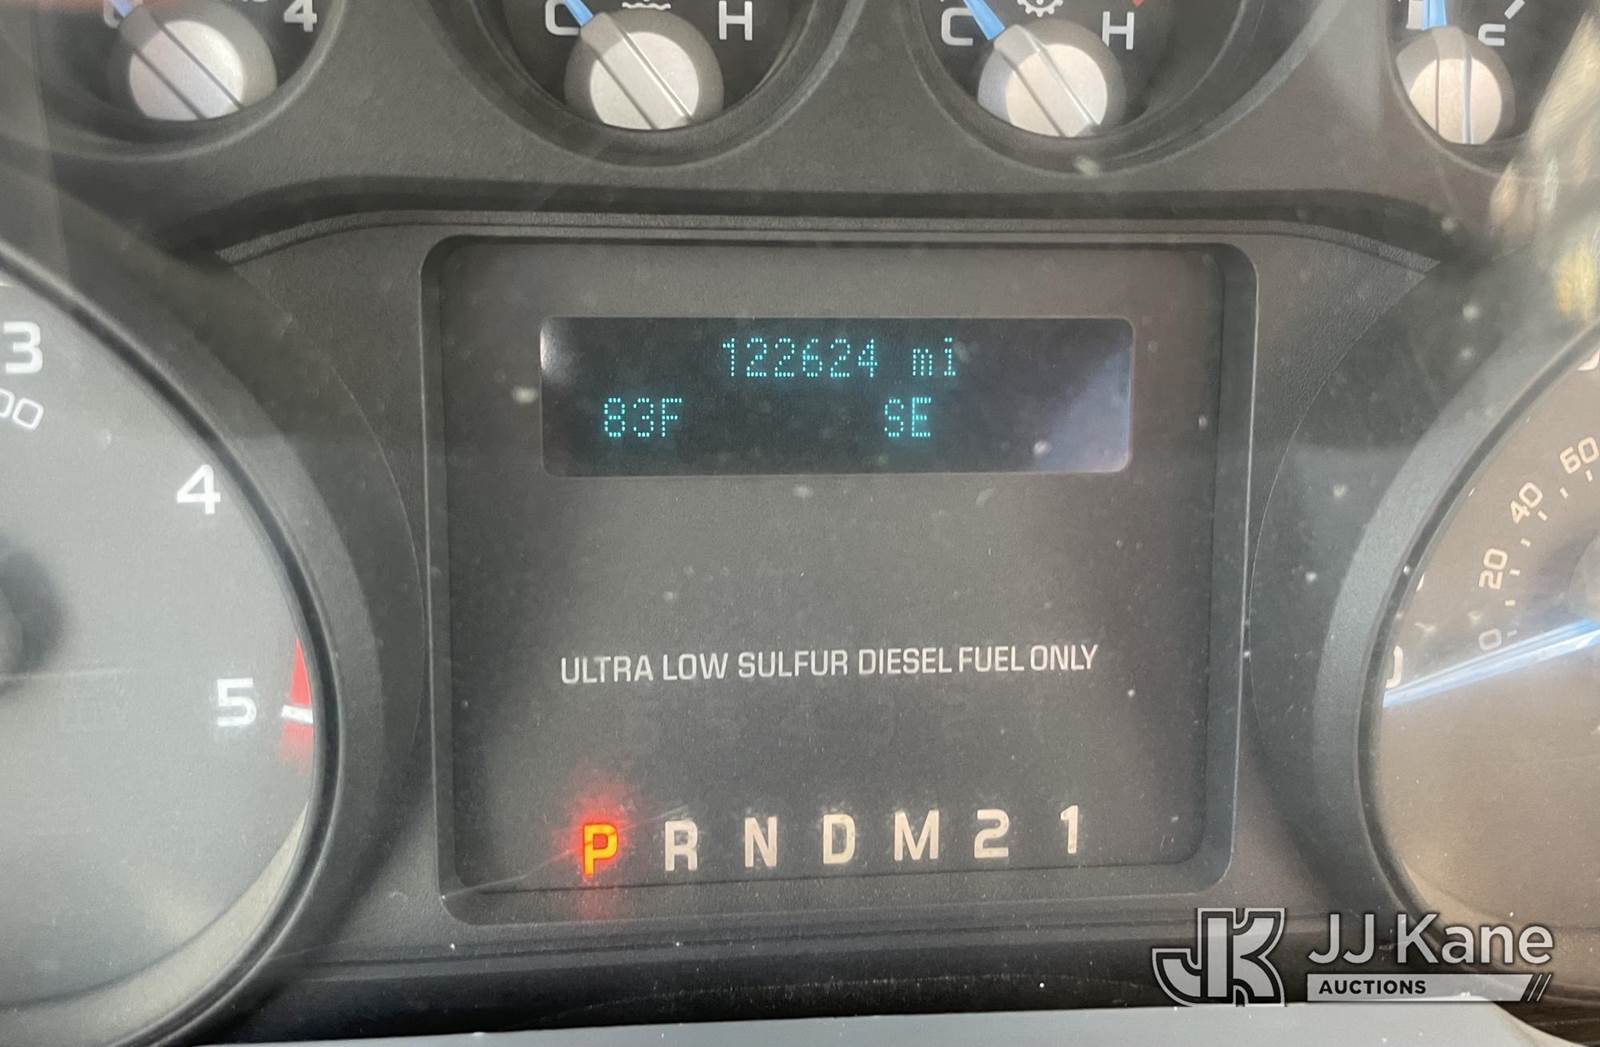 4
C H
C H
3
4
5
122624 mi
83F SE
60
40
20
0
ULTRA LOW SULFUR DIESEL FUEL ONLY
P R N D M 2 1
JK JJ Kane
AUCTIONS